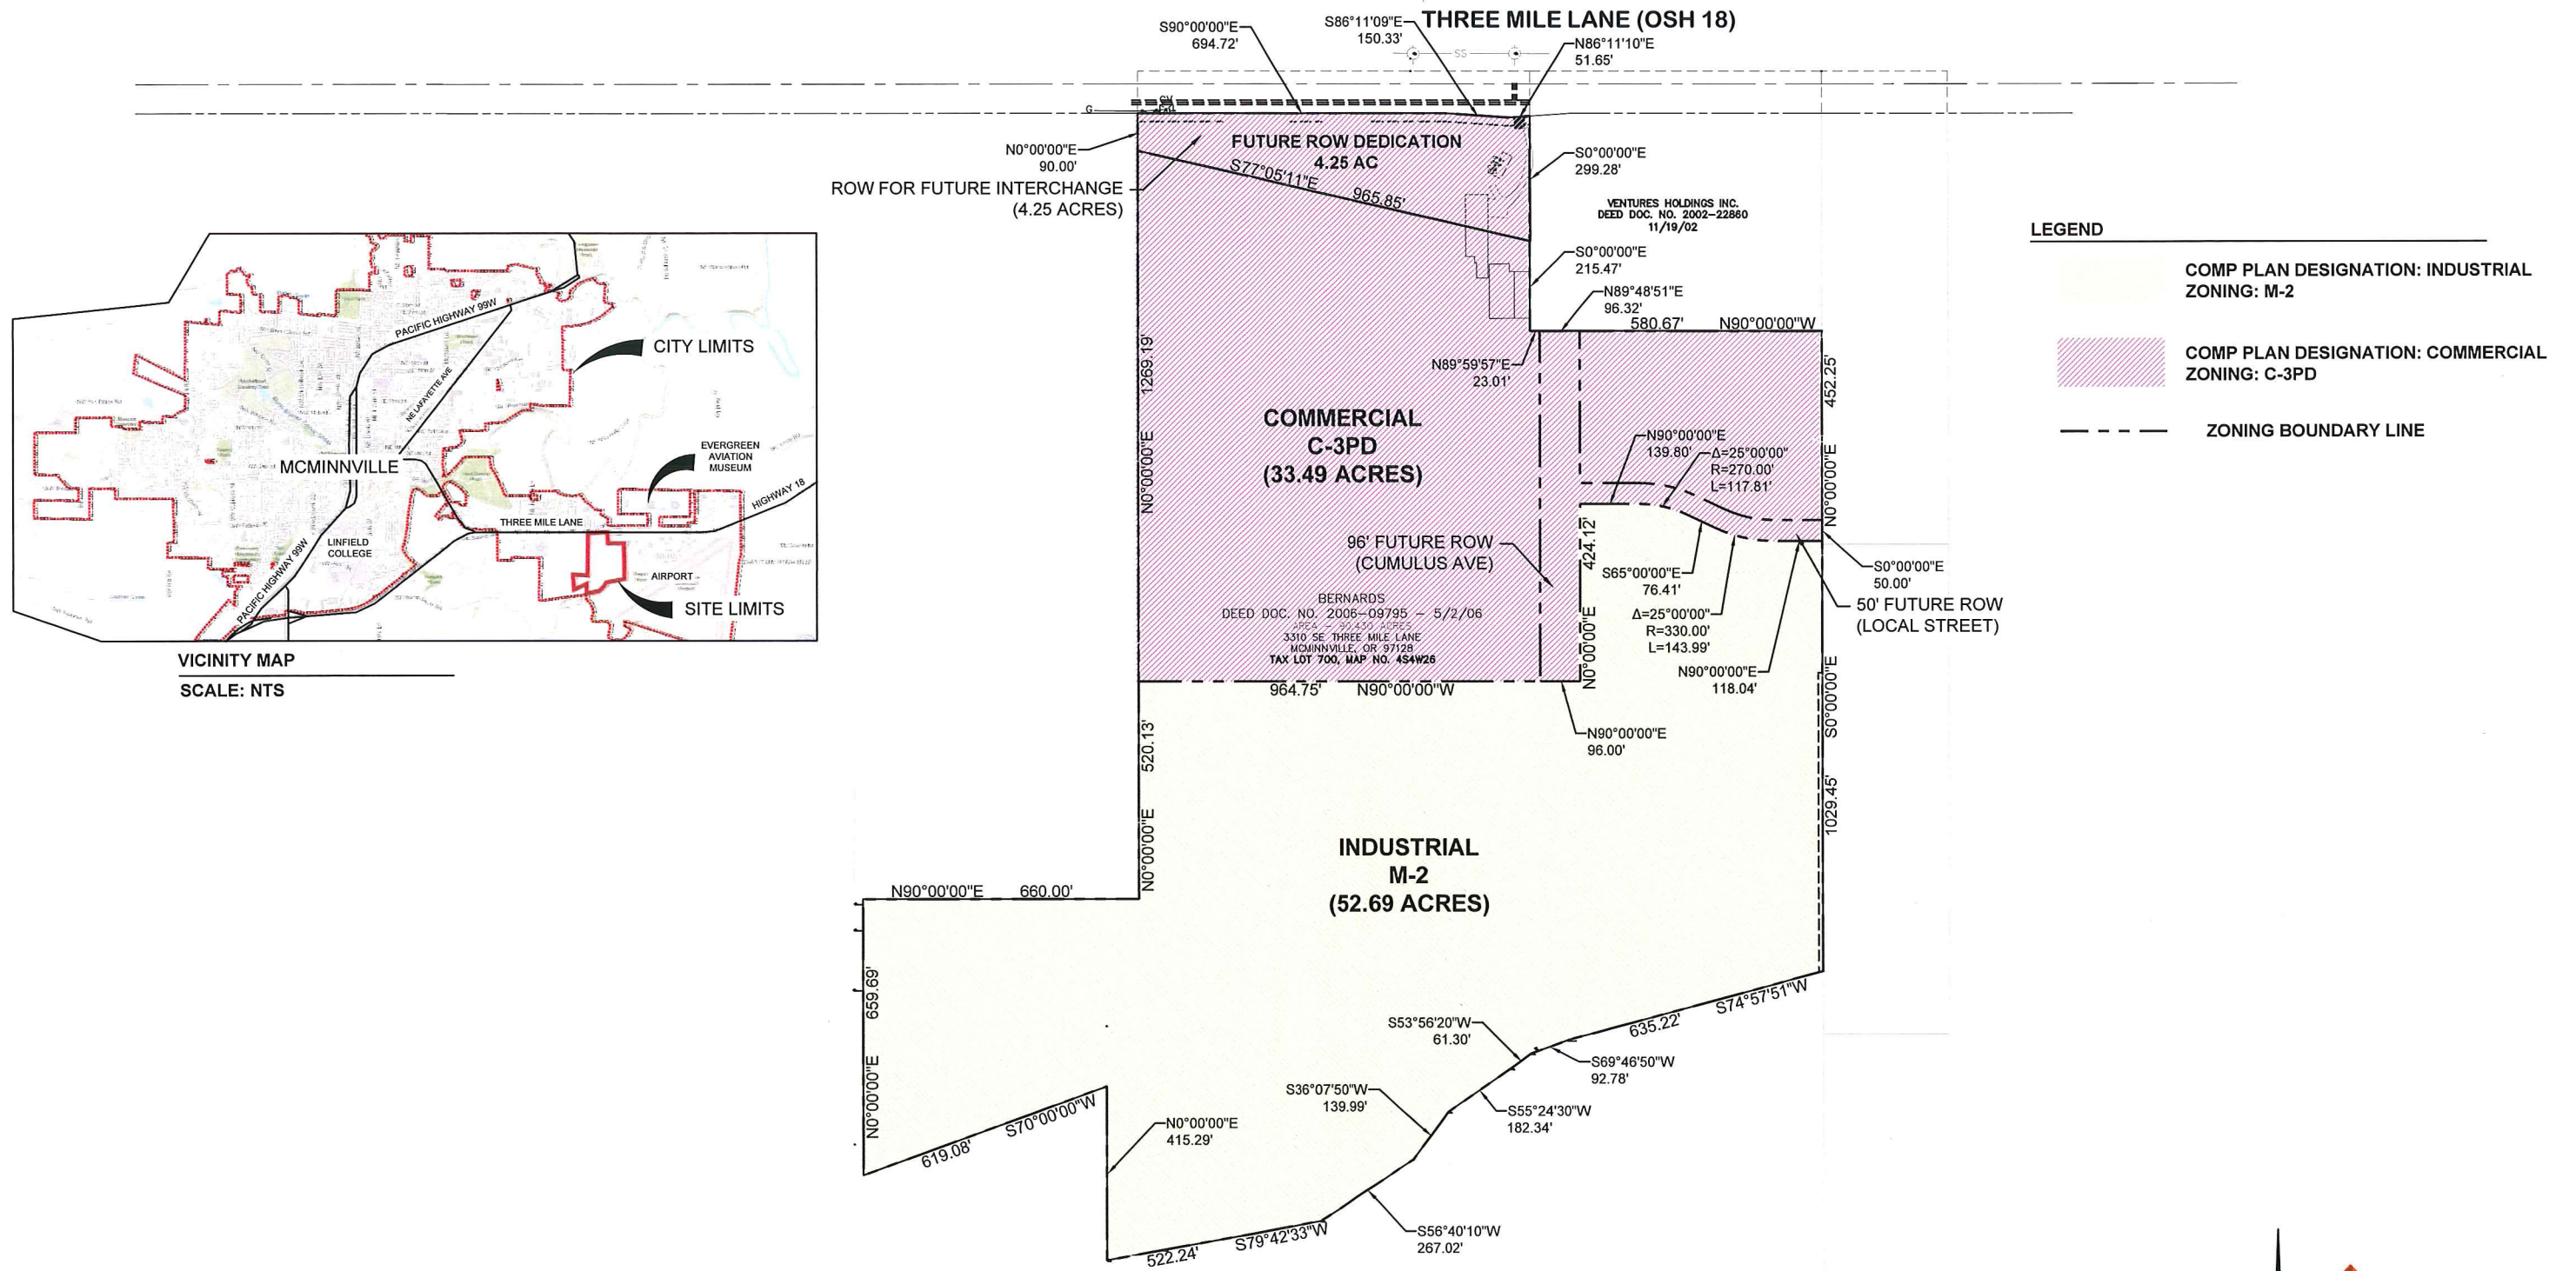 THREE MILE LANE (OSH 18)
S90°00'00"E
694.72'
S86°11'09"E
150.33'
N86°11'10"E
51.65'
SS
G
N0°00'00"E
90.00'
ROW FOR FUTURE INTERCHANGE
(4.25 ACRES)
FUTURE ROW DEDICATION
4.25 AC
S77°05'11"E
965.85'
S0°00'00"E
299.28'
VENTURES HOLDINGS INC.
DEED DOC. NO. 2002-22860
11/19/02
S0°00'00"E
215.47'
N89°48'51"E
96.32'
580.67' N90°00'00"W
N89°59'57"E
23.01'
1269.19'
N0°00'00"E
COMMERCIAL
C-3PD
(33.49 ACRES)
452.25'
N0°00'00"E
N90°00'00"E
139.80'
Δ=25°00'00"
R=270.00'
L=117.81'
96' FUTURE ROW
(CUMULUS AVE)
424.12'
N0°00'00"E
S65°00'00"E
76.41'
Δ=25°00'00"
R=330.00'
L=143.99'
N90°00'00"E
118.04'
S0°00'00"E
50.00'
50' FUTURE ROW
(LOCAL STREET)
BERNARDS
DEED DOC. NO. 2006-09795 - 5/2/06
AREA - 90.430 ACRES
3310 SE THREE MILE LANE
MCMINNVILLE, OR 97128
TAX LOT 700, MAP NO. 4S4W26
964.75' N90°00'00"W
N90°00'00"E
96.00'
520.13'
N0°00'00"E
S0°00'00"E
1029.45'
INDUSTRIAL
M-2
(52.69 ACRES)
N90°00'00"E 660.00'
659.69'
N0°00'00"E
619.08' S70°00'00"W
N0°00'00"E
415.29'
522.24' S79°42'33"W
S56°40'10"W
267.02'
S36°07'50"W
139.99'
S55°24'30"W
182.34'
S53°56'20"W
61.30'
S69°46'50"W
92.78'
635.22' S74°57'51"W
LEGEND
COMP PLAN DESIGNATION: INDUSTRIAL
ZONING: M-2
COMP PLAN DESIGNATION: COMMERCIAL
ZONING: C-3PD
ZONING BOUNDARY LINE
PACIFIC HIGHWAY 99W
CITY LIMITS
NE LAFAYETTE AVE
MCMINNVILLE
EVERGREEN
AVIATION
MUSEUM
HIGHWAY 18
THREE MILE LANE
LINFIELD
COLLEGE
PACIFIC HIGHWAY 99W
AIRPORT
SITE LIMITS
VICINITY MAP
SCALE: NTS